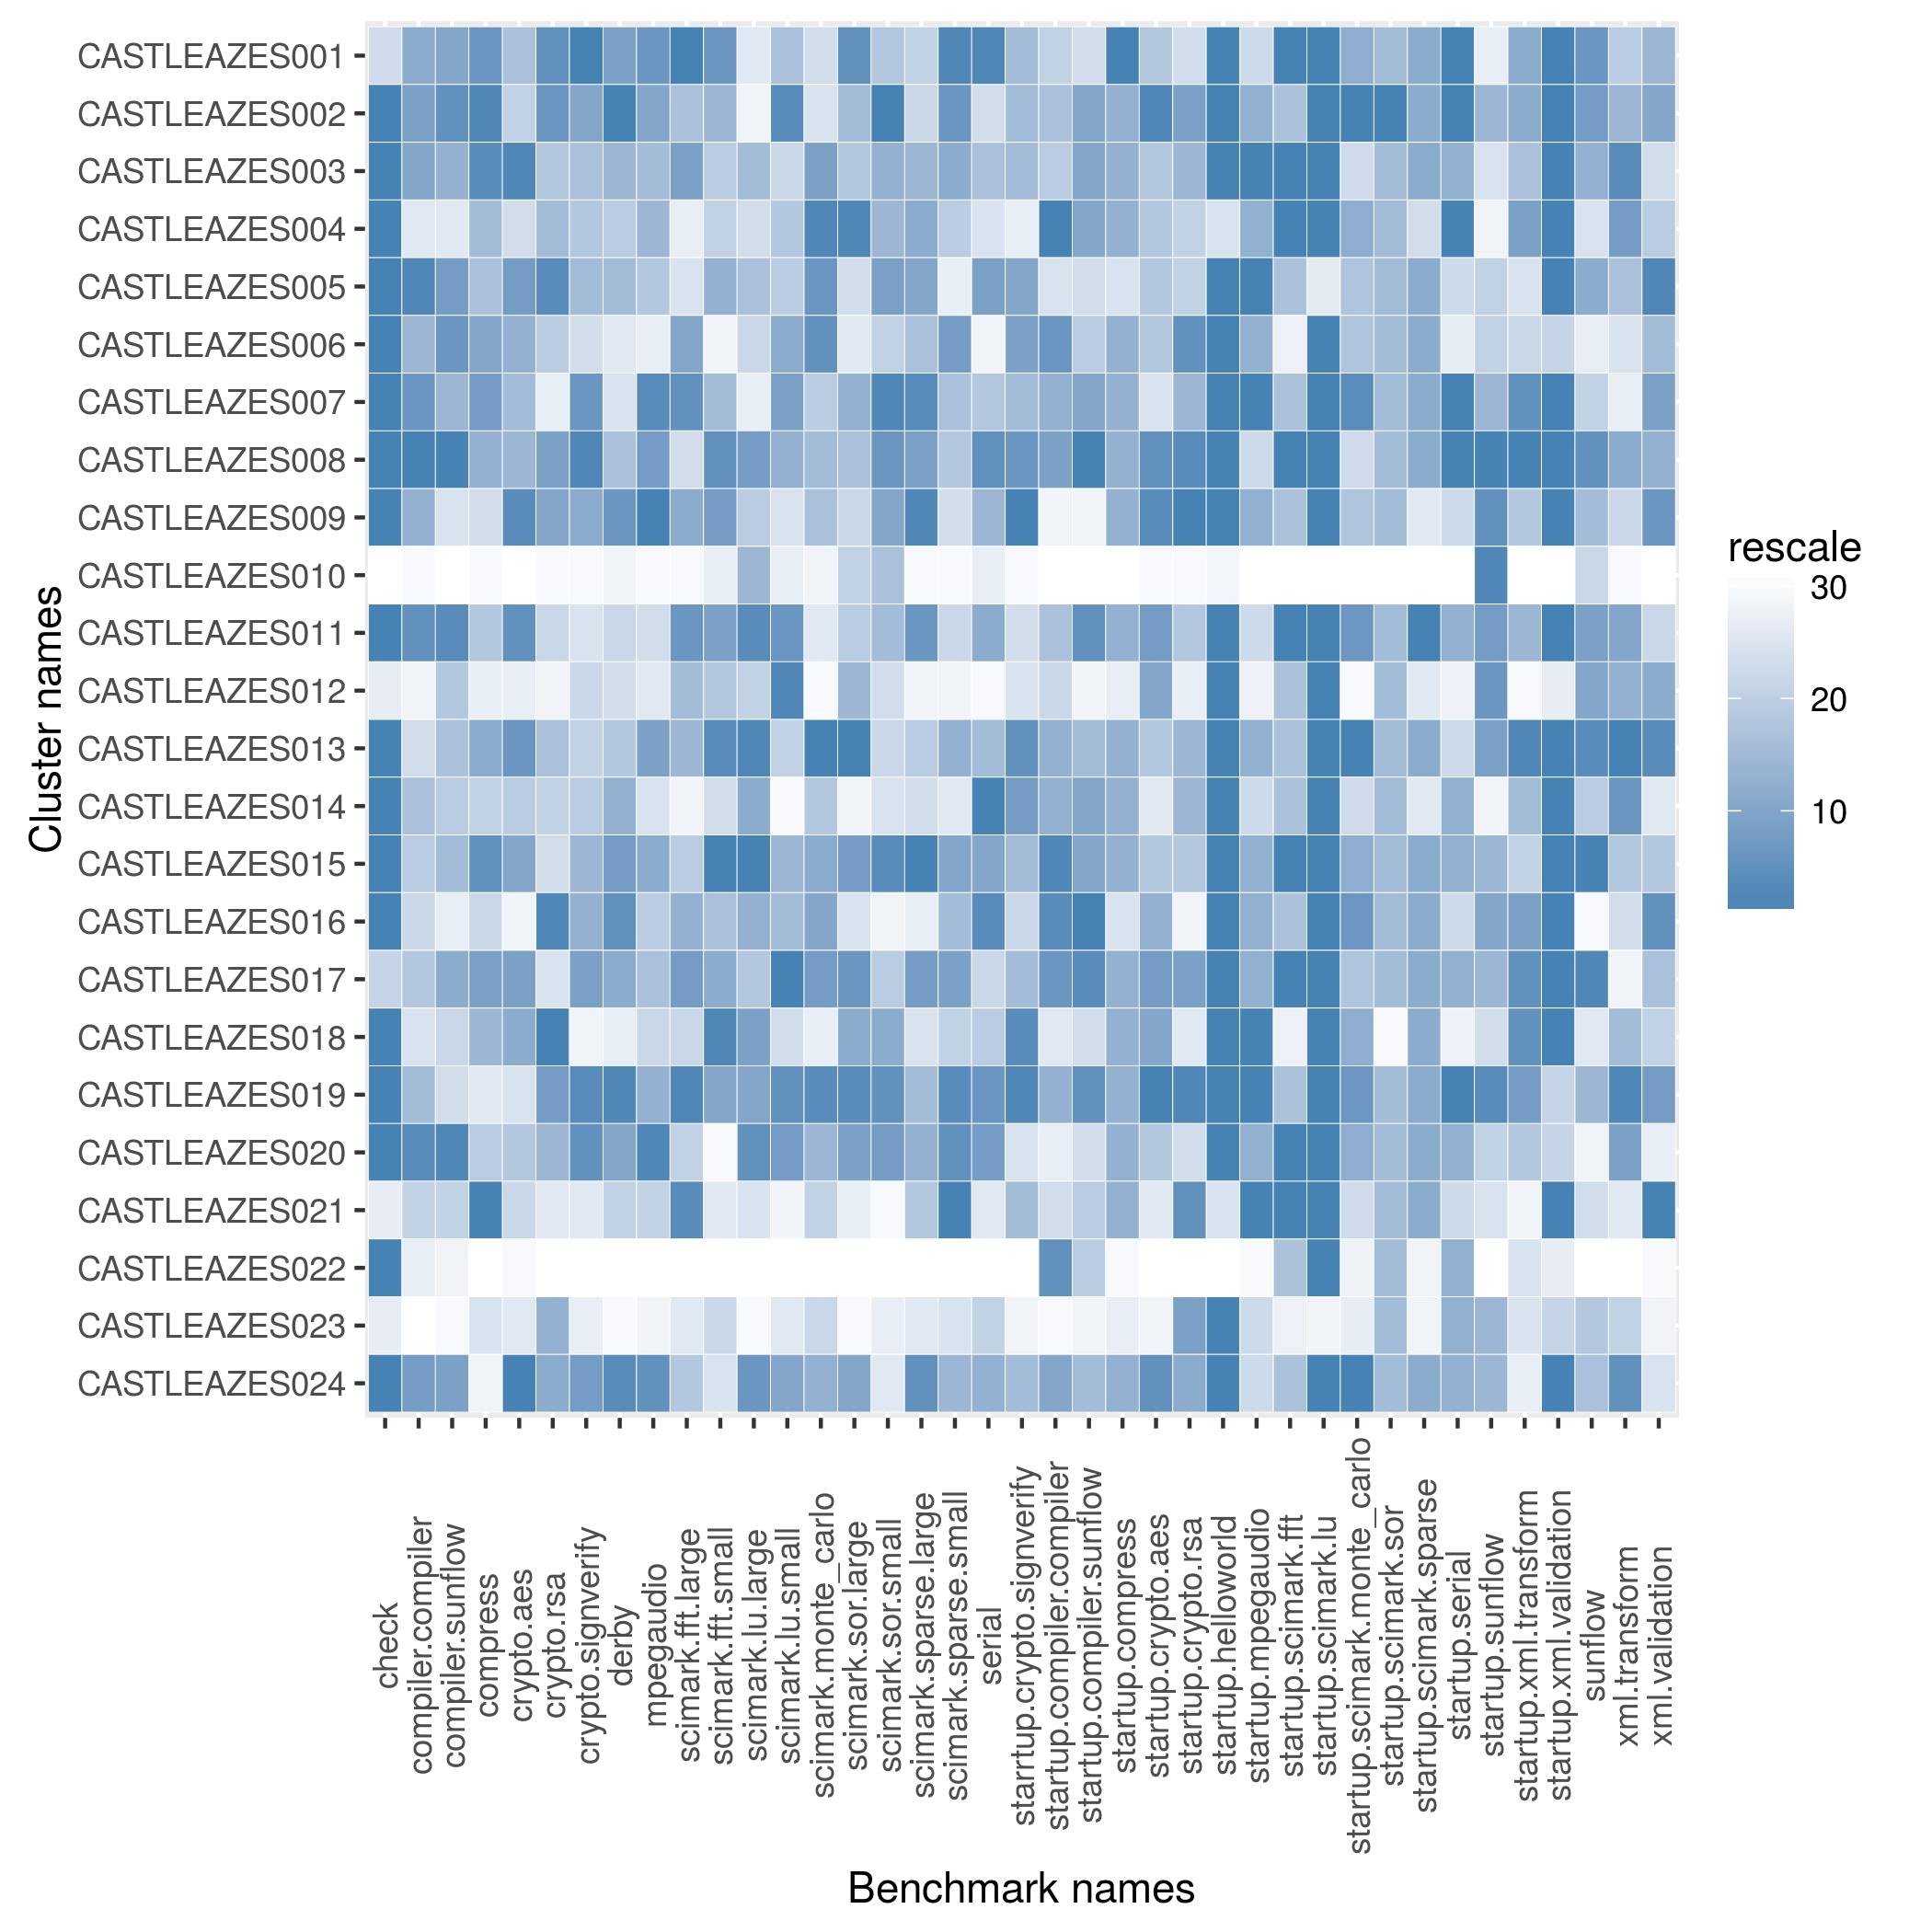 CASTLEAZES001
CASTLEAZES002
CASTLEAZES003
CASTLEAZES004
CASTLEAZES005
CASTLEAZES006
CASTLEAZES007
CASTLEAZES008
CASTLEAZES009
CASTLEAZES010
CASTLEAZES011
CASTLEAZES012
CASTLEAZES013
CASTLEAZES014
CASTLEAZES015
CASTLEAZES016
CASTLEAZES017
CASTLEAZES018
CASTLEAZES019
CASTLEAZES020
CASTLEAZES021
CASTLEAZES022
CASTLEAZES023
CASTLEAZES024
Cluster names
check
compiler.compiler
compiler.sunflow
compress
crypto.aes
crypto.rsa
crypto.signverify
derby
mpegaudio
scimark.fft.large
scimark.fft.small
scimark.lu.large
scimark.lu.small
scimark.monte_carlo
scimark.sor.large
scimark.sor.small
scimark.sparse.large
scimark.sparse.small
serial
starrtup.crypto.signverify
startup.compiler.compiler
startup.compiler.sunflow
startup.compress
startup.crypto.aes
startup.crypto.rsa
startup.helloworld
startup.mpegaudio
startup.scimark.fft
startup.scimark.lu
startup.scimark.monte_carlo
startup.scimark.sor
startup.scimark.sparse
startup.serial
startup.sunflow
startup.xml.transform
startup.xml.validation
sunflow
xml.transform
xml.validation
Benchmark names
rescale
30
20
10